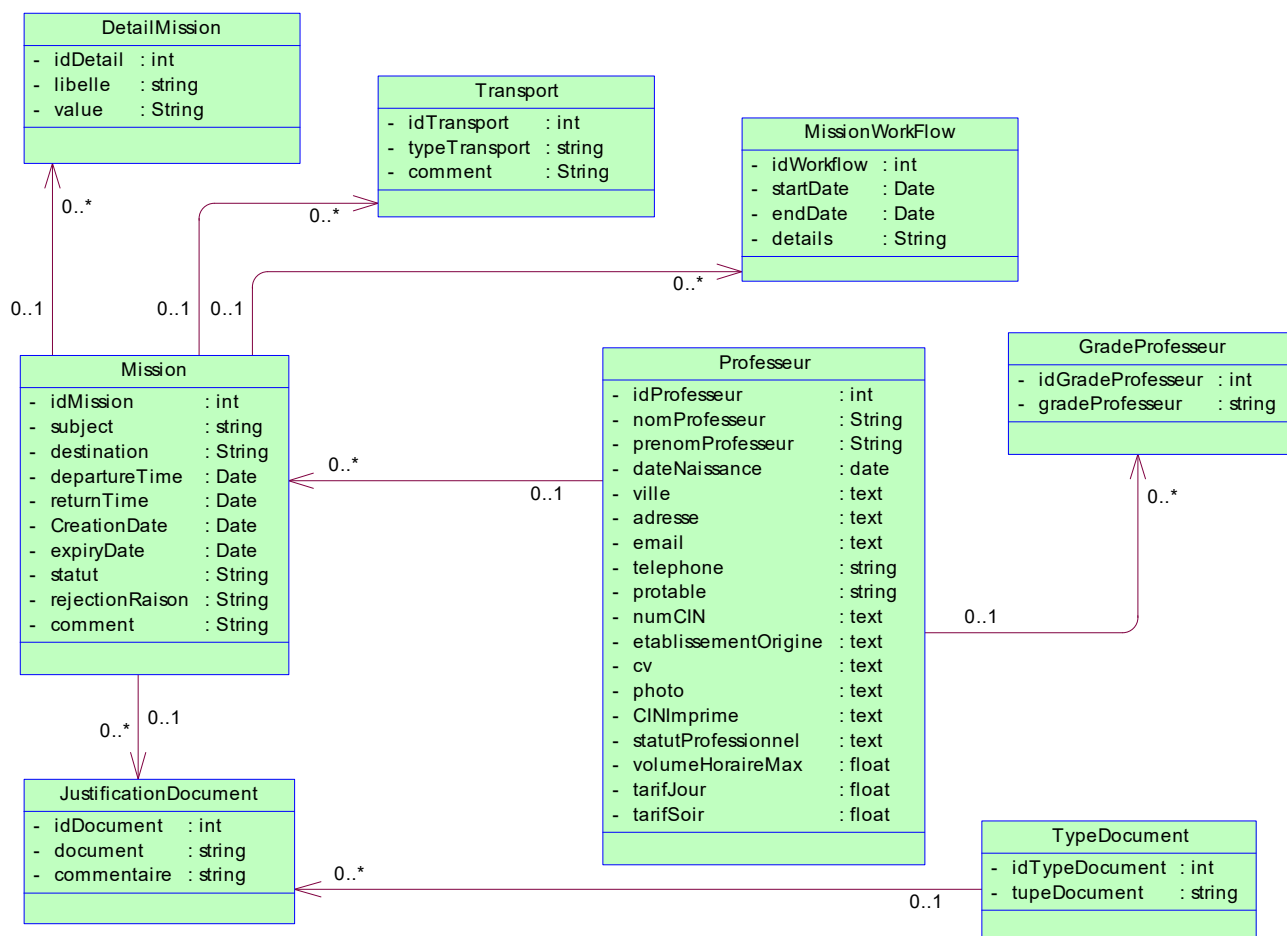 DetailMission
- idDetail : int
- libelle : string
- value : String
Transport
- idTransport : int
- typeTransport : string
- comment : String
MissionWorkFlow
- idWorkflow : int
- startDate : Date
- endDate : Date
- details : String
0..*
0..*
0..*
0..1
0..1
0..1
Mission
- idMission : int
- subject : string
- destination : String
- departureTime : Date
- returnTime : Date
- CreationDate : Date
- expiryDate : Date
- statut : String
- rejectionRaison : String
- comment : String
0..*
0..1
Professeur
- idProfesseur : int
- nomProfesseur : String
- prenomProfesseur : String
- dateNaissance : date
- ville : text
- adresse : text
- email : text
- telephone : string
- protable : string
- numCIN : text
- etablissementOrigine : text
- cv : text
- photo : text
- CINImprime : text
- statutProfessionnel : text
- volumeHoraireMax : float
- tarifJour : float
- tarifSoir : float
GradeProfesseur
- idGradeProfesseur : int
- gradeProfesseur : string
0..*
0..1
0..1
0..*
JustificationDocument
- idDocument : int
- document : string
- commentaire : string
0..*
0..1
TypeDocument
- idTypeDocument : int
- tupeDocument : string